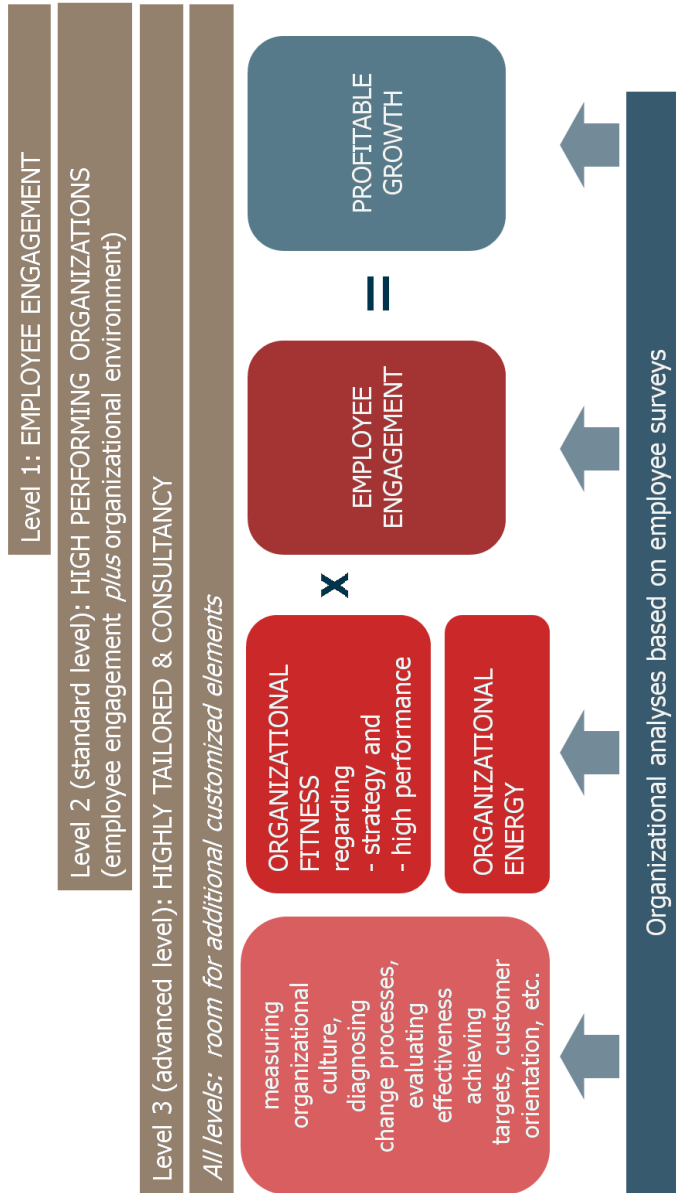 Level 1: EMPLOYEE ENGAGEMENT
Level 2 (standard level): HIGH PERFORMING ORGANIZATIONS
(employee engagement plus organizational environment)
Level 3 (advanced level): HIGHLY TAILORED & CONSULTANCY
All levels: room for additional customized elements
measuring
organizational
culture,
diagnosing
change processes,
evaluating
effectiveness
achieving
targets, customer
orientation, etc.
ORGANIZATIONAL
FITNESS
regarding
- strategy and
- high performance
ORGANIZATIONAL
ENERGY
x
EMPLOYEE
ENGAGEMENT
=
PROFITABLE
GROWTH
Organizational analyses based on employee surveys